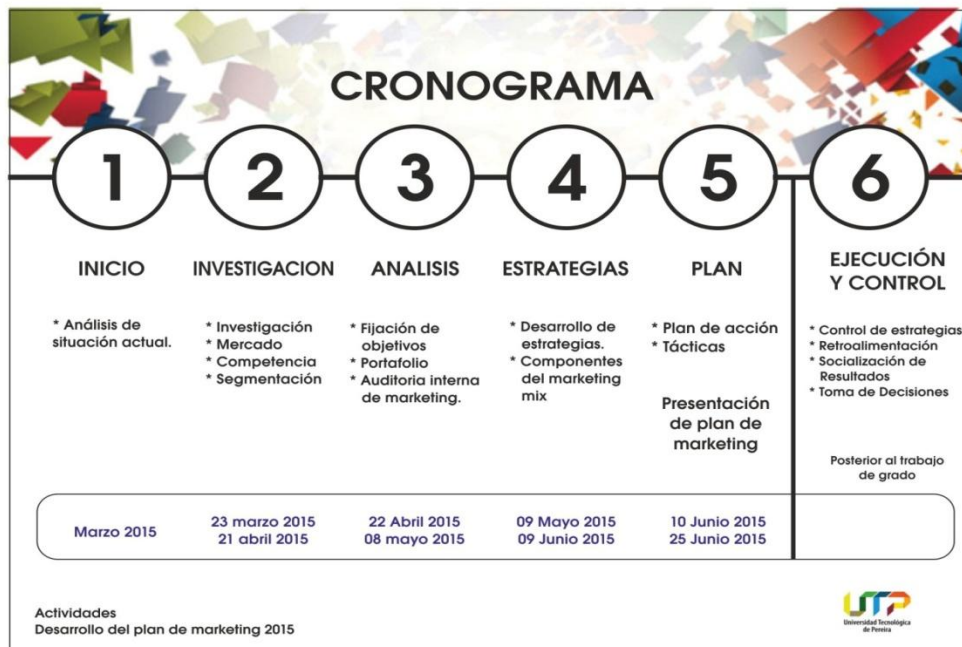 CRONOGRAMA
1
2
3
4
5
6
INICIO
* Análisis de
situación actual.
INVESTIGACION
* Investigación
* Mercado
* Competencia
* Segmentación
ANALISIS
* Fijación de
objetivos
* Portafolio
* Auditoria interna
de marketing.
ESTRATEGIAS
* Desarrollo de
estrategias.
* Componentes
del marketing
mix
PLAN
* Plan de acción
* Tácticas
Presentación
de plan de
marketing
EJECUCIÓN
Y CONTROL
* Control de estrategias
* Retroalimentación
* Socialización de
Resultados
* Toma de Decisiones
Posterior al trabajo
de grado
Marzo 2015
23 marzo 2015
21 abril 2015
22 Abril 2015
08 mayo 2015
09 Mayo 2015
09 Junio 2015
10 Junio 2015
25 Junio 2015
Actividades
Desarrollo del plan de marketing 2015
UTP
Universidad Tecnológica
de Pereira